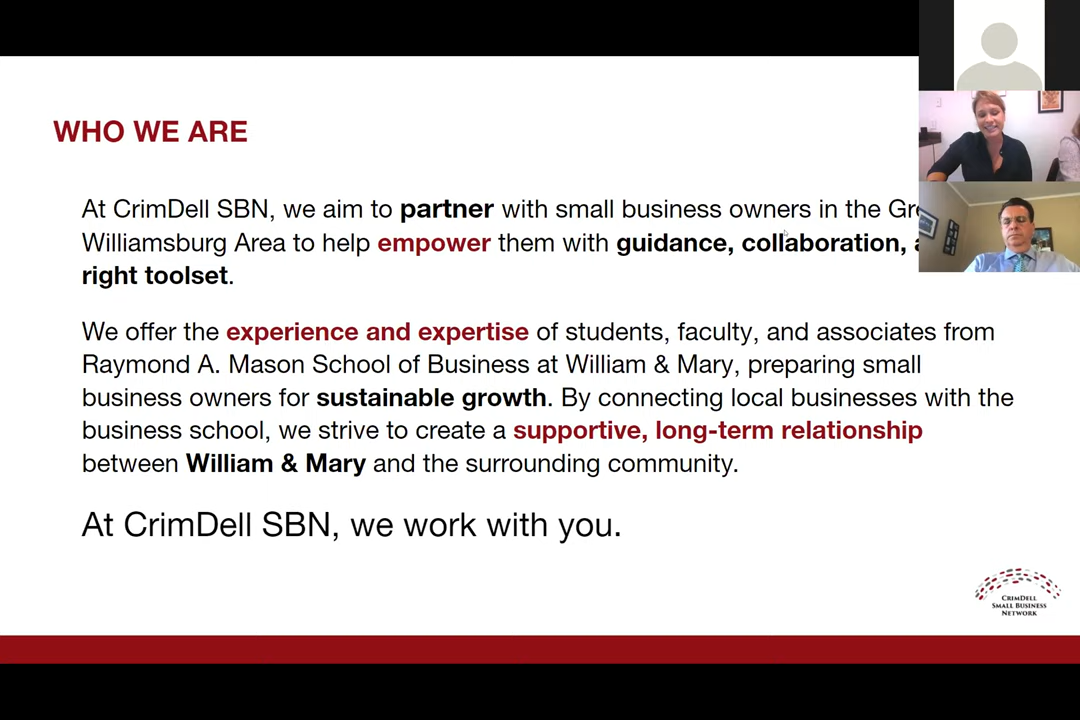 WHO WE ARE
At CrimDell SBN, we aim to partner with small business owners in the
Williamsburg Area to help empower them with guidance, collaboration,
right toolset.
We offer the experience and expertise of students, faculty, and associates from
Raymond A. Mason School of Business at William & Mary, preparing small
business owners for sustainable growth. By connecting local businesses with the
business school, we strive to create a supportive, long-term relationship
between William & Mary and the surrounding community.
At CrimDell SBN, we work with you.
CRIMDELL
SMALL BUSINESS
NETWORK